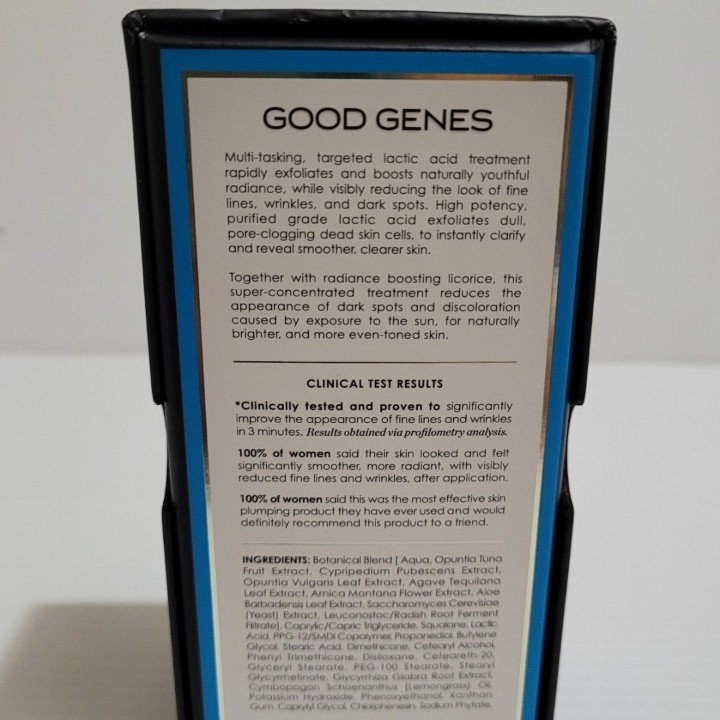 GOOD GENES
Multi-tasking, targeted lactic acid treatment
rapidly exfoliates and boosts naturally youthful
radiance, while visibly reducing the look of fine
lines, wrinkles, and dark spots. High potency,
purified grade lactic acid exfoliates dull,
pore-clogging dead skin cells, to instantly clarify
and reveal smoother, clearer skin.
Together with radiance boosting licorice, this
super-concentrated treatment reduces the
appearance of dark spots and discoloration
caused by exposure to the sun, for naturally
brighter, and more even-toned skin.
CLINICAL TEST RESULTS
*Clinically tested and proven to significantly
improve the appearance of fine lines and wrinkles
in 3 minutes. Results obtained via profilometry analysis.
100% of women said their skin looked and felt
significantly smoother, more radiant, with visibly
reduced fine lines and wrinkles, after application.
100% of women said this was the most effective skin
plumping product they have ever used and would
definitely recommend this product to a friend.
INGREDIENTS: Botanical Blend [ Aqua, Opuntia Tuna
Fruit Extract, Cypripedium Pubescens Extract,
Opuntia Vulgaris Leaf Extract, Agave Tequilana
Leaf Extract, Arnica Montana Flower Extract, Aloe
Barbadensis Leaf Extract, Saccharomyces Cerevisiae
(Yeast) Extract, Leuconostoc/Radish Root Ferment
Filtrate], Caprylic/Capric Triglyceride, Squalane, Lactic
Acid, PPG-12/SMDI Copolymer, Propanediol, Butylene
Glycol, Stearic Acid, Dimethicone, Cetearyl Alcohol,
Phenyl Trimethicone, Disiloxane, Ceteareth-20,
Glyceryl Stearate, PEG-100 Stearate, Stearyl
Glycyrrhetinate, Glycyrrhiza Glabra Root Extract,
Cymbopogon Schoenanthus (Lemongrass) Oil,
Potassium Hydroxide, Phenoxyethanol, Xanthan
Gum, Caprylyl Glycol, Chlorphenesin, Sodium Phytate,